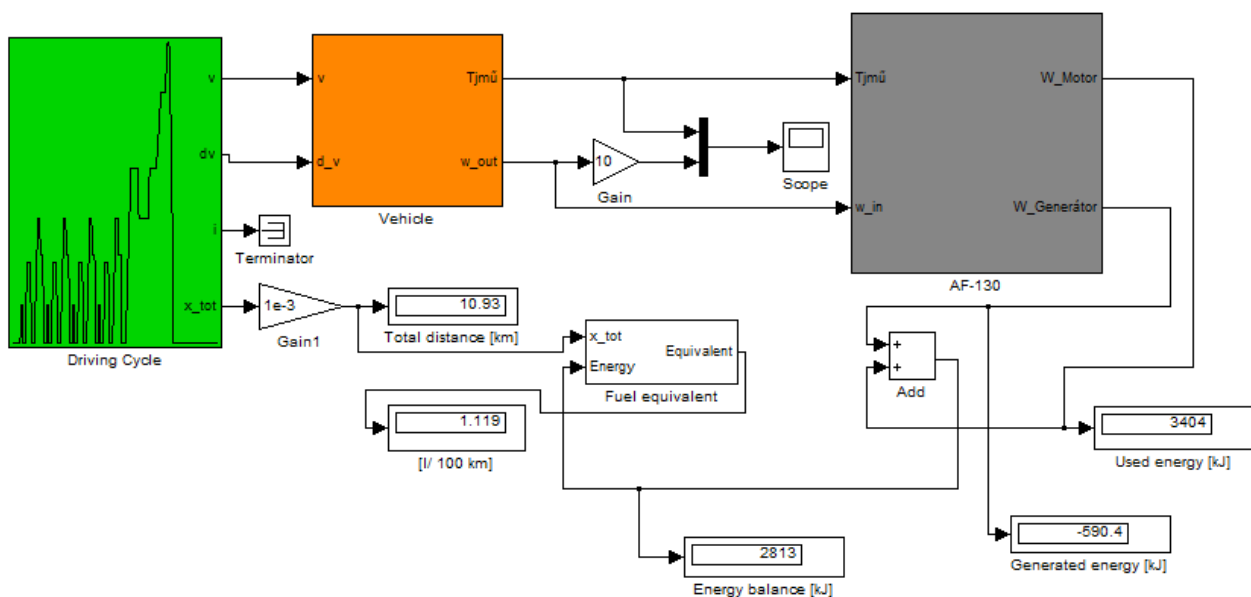 v
dv
i
x_tot
Driving Cycle
v
d_v
Tjmű
w_out
Vehicle
10
Gain
Scope
Tjmű
w_in
W_Motor
W_Generátor
AF-130
Terminator
1e-3
Gain1
10.93
Total distance [km]
x_tot
Energy
Equivalent
Fuel equivalent
1.119
[l/ 100 km]
+
+
Add
3404
Used energy [kJ]
-590.4
Generated energy [kJ]
2813
Energy balance [kJ]